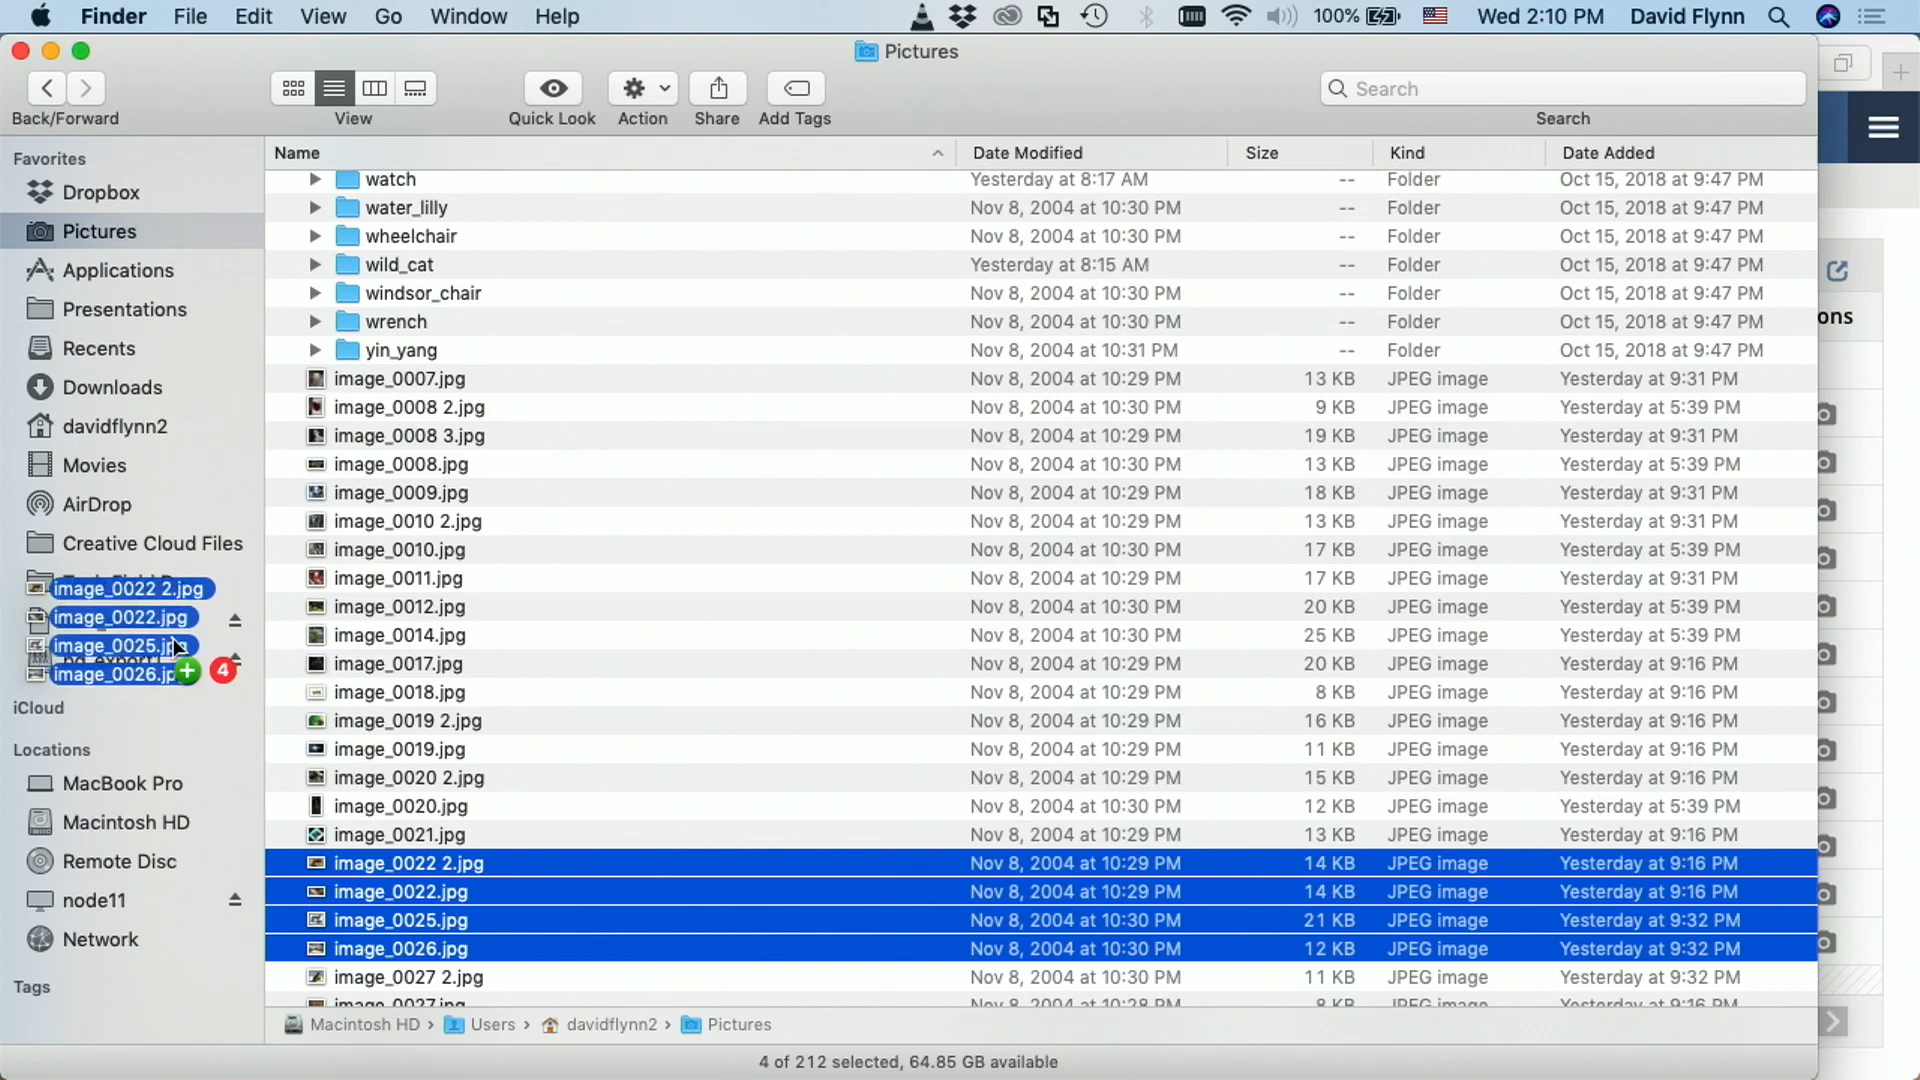 Finder File Edit View Go Window Help 100% Wed 2:10 PM David Flynn
Pictures
Search
Back/Forward View Quick Look Action Share Add Tags Search
Favorites
Dropbox
Pictures
Applications
Presentations
Recents
Downloads
davidflynn2
Movies
AirDrop
Creative Cloud Files
image_0022 2.jpg
image_0022.jpg
image_0025.jpg
image_0026.jp
4
iCloud
Locations
MacBook Pro
Macintosh HD
Remote Disc
node11
Network
Tags
Name Date Modified Size Kind Date Added
watch Yesterday at 8:17 AM -- Folder Oct 15, 2018 at 9:47 PM
water_lilly Nov 8, 2004 at 10:30 PM -- Folder Oct 15, 2018 at 9:47 PM
wheelchair Nov 8, 2004 at 10:30 PM -- Folder Oct 15, 2018 at 9:47 PM
wild_cat Yesterday at 8:15 AM -- Folder Oct 15, 2018 at 9:47 PM
windsor_chair Nov 8, 2004 at 10:30 PM -- Folder Oct 15, 2018 at 9:47 PM
wrench Nov 8, 2004 at 10:30 PM -- Folder Oct 15, 2018 at 9:47 PM
yin_yang Nov 8, 2004 at 10:31 PM -- Folder Oct 15, 2018 at 9:47 PM
image_0007.jpg Nov 8, 2004 at 10:29 PM 13 KB JPEG image Yesterday at 9:31 PM
image_0008 2.jpg Nov 8, 2004 at 10:30 PM 9 KB JPEG image Yesterday at 5:39 PM
image_0008 3.jpg Nov 8, 2004 at 10:29 PM 19 KB JPEG image Yesterday at 9:31 PM
image_0008.jpg Nov 8, 2004 at 10:30 PM 13 KB JPEG image Yesterday at 5:39 PM
image_0009.jpg Nov 8, 2004 at 10:29 PM 18 KB JPEG image Yesterday at 9:31 PM
image_0010 2.jpg Nov 8, 2004 at 10:29 PM 13 KB JPEG image Yesterday at 9:31 PM
image_0010.jpg Nov 8, 2004 at 10:30 PM 17 KB JPEG image Yesterday at 5:39 PM
image_0011.jpg Nov 8, 2004 at 10:29 PM 17 KB JPEG image Yesterday at 9:31 PM
image_0012.jpg Nov 8, 2004 at 10:30 PM 20 KB JPEG image Yesterday at 5:39 PM
image_0014.jpg Nov 8, 2004 at 10:30 PM 25 KB JPEG image Yesterday at 5:39 PM
image_0017.jpg Nov 8, 2004 at 10:29 PM 20 KB JPEG image Yesterday at 9:16 PM
image_0018.jpg Nov 8, 2004 at 10:29 PM 8 KB JPEG image Yesterday at 9:16 PM
image_0019 2.jpg Nov 8, 2004 at 10:29 PM 16 KB JPEG image Yesterday at 9:16 PM
image_0019.jpg Nov 8, 2004 at 10:29 PM 11 KB JPEG image Yesterday at 9:16 PM
image_0020 2.jpg Nov 8, 2004 at 10:29 PM 15 KB JPEG image Yesterday at 9:16 PM
image_0020.jpg Nov 8, 2004 at 10:30 PM 12 KB JPEG image Yesterday at 5:39 PM
image_0021.jpg Nov 8, 2004 at 10:29 PM 13 KB JPEG image Yesterday at 9:16 PM
image_0022 2.jpg Nov 8, 2004 at 10:29 PM 14 KB JPEG image Yesterday at 9:16 PM
image_0022.jpg Nov 8, 2004 at 10:29 PM 14 KB JPEG image Yesterday at 9:16 PM
image_0025.jpg Nov 8, 2004 at 10:30 PM 21 KB JPEG image Yesterday at 9:32 PM
image_0026.jpg Nov 8, 2004 at 10:30 PM 12 KB JPEG image Yesterday at 9:32 PM
image_0027 2.jpg Nov 8, 2004 at 10:30 PM 11 KB JPEG image Yesterday at 9:32 PM
image_0027.jpg Nov 8, 2004 at 10:28 PM 8 KB JPEG image Yesterday at 9:16 PM
Macintosh HD › Users › davidflynn2 › Pictures
4 of 212 selected, 64.85 GB available
ons